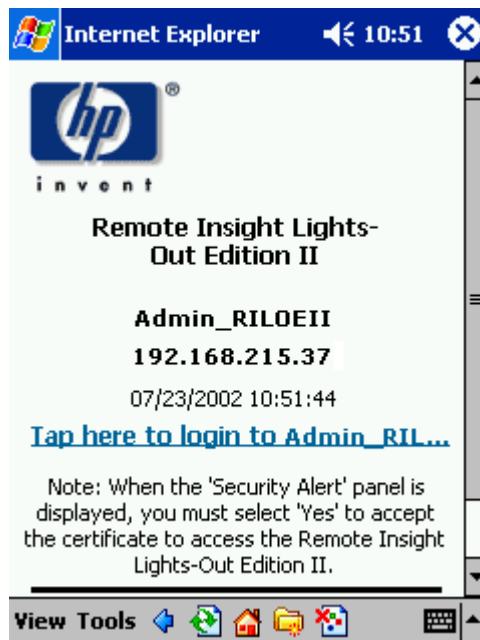 Internet Explorer 10:51
hp ®
invent
Remote Insight Lights-
Out Edition II
Admin_RILOEII
192.168.215.37
07/23/2002 10:51:44
Tap here to login to Admin_RIL...
Note: When the 'Security Alert' panel is
displayed, you must select 'Yes' to accept
the certificate to access the Remote Insight
Lights-Out Edition II.
View Tools